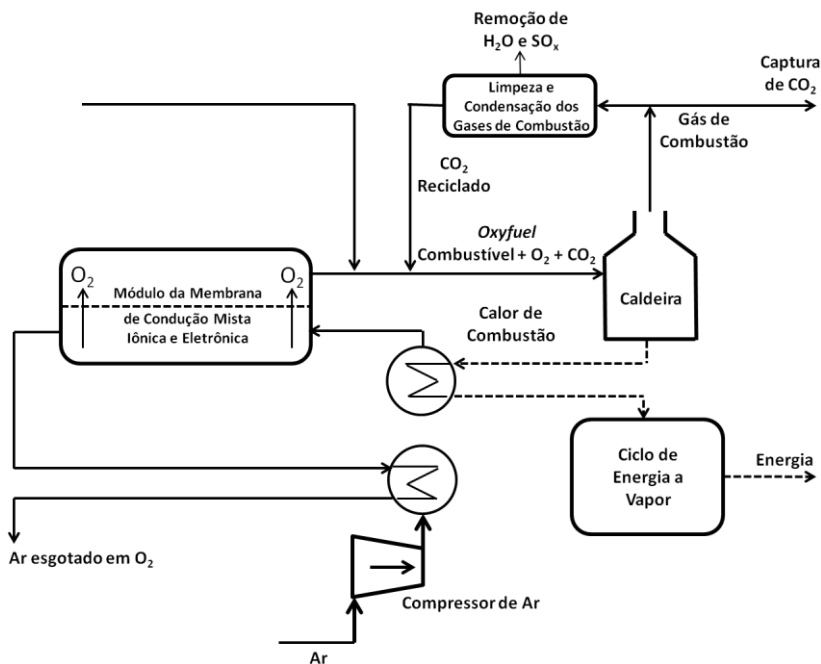 Remoção de
H₂O e SOₓ
Captura
de CO₂
Limpeza e
Condensação dos
Gases de Combustão
Gás de
Combustão
CO₂
Reciclado
Oxyfuel
Combustível + O₂ + CO₂
O₂
O₂
Módulo da Membrana
de Condução Mista
Iônica e Eletrônica
Caldeira
Calor de
Combustão
Ciclo de
Energia a
Vapor
Energia
Ar esgotado em O₂
Compressor de Ar
Ar